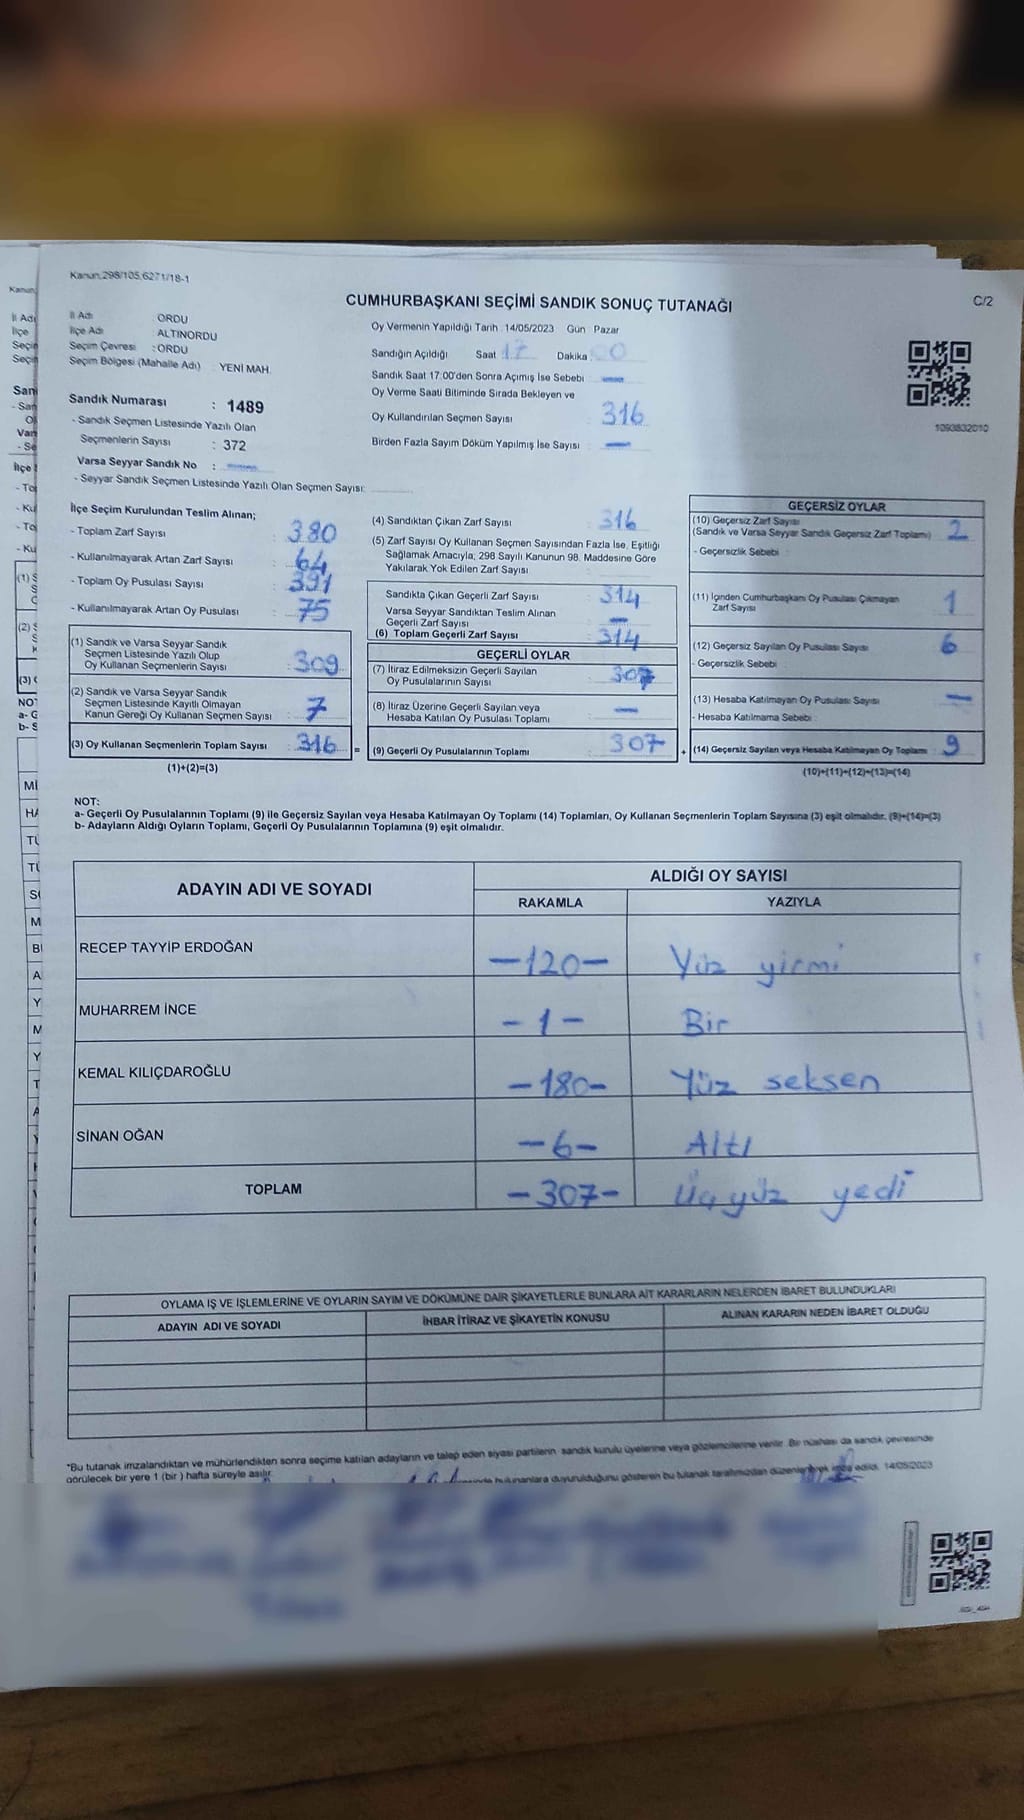 Kanun;298/105,6271/18-1
CUMHURBAŞKANI SEÇİMİ SANDIK SONUÇ TUTANAĞI
C/2
İl Adı : ORDU
İlçe Adı : ALTINORDU
Seçim Çevresi : ORDU
Seçim Bölgesi (Mahalle Adı) : YENİ MAH.
Sandık Numarası : 1489
- Sandık Seçmen Listesinde Yazılı Olan
Seçmenlerin Sayısı : 372
Varsa Seyyar Sandık No : —
- Seyyar Sandık Seçmen Listesinde Yazılı Olan Seçmen Sayısı:
Oy Vermenin Yapıldığı Tarih : 14/05/2023 Gün : Pazar
Sandığın Açıldığı Saat 17 Dakika : 00
Sandık Saat 17:00'den Sonra Açımış İse Sebebi —
Oy Verme Saati Bitiminde Sırada Bekleyen ve
Oy Kullandırılan Seçmen Sayısı : 316
Birden Fazla Sayım Döküm Yapılmış İse Sayısı : —
1093832010
İlçe Seçim Kurulundan Teslim Alınan;
- Toplam Zarf Sayısı : 380
- Kullanılmayarak Artan Zarf Sayısı : 64
- Toplam Oy Pusulası Sayısı : 391
- Kullanılmayarak Artan Oy Pusulası : 75
(1) Sandık ve Varsa Seyyar Sandık
Seçmen Listesinde Yazılı Olup
Oy Kullanan Seçmenlerin Sayısı : 309
(2) Sandık ve Varsa Seyyar Sandık
Seçmen Listesinde Kayıtlı Olmayan
Kanun Gereği Oy Kullanan Seçmen Sayısı : 7
(3) Oy Kullanan Seçmenlerin Toplam Sayısı : 316
(1)+(2)=(3)
(4) Sandıktan Çıkan Zarf Sayısı : 316
(5) Zarf Sayısı Oy Kullanan Seçmen Sayısından Fazla İse, Eşitliği
Sağlamak Amacıyla; 298 Sayılı Kanunun 98. Maddesine Göre
Yakılarak Yok Edilen Zarf Sayısı
Sandıkta Çıkan Geçerli Zarf Sayısı : 314
Varsa Seyyar Sandıktan Teslim Alınan
Geçerli Zarf Sayısı : —
(6) Toplam Geçerli Zarf Sayısı : 314
GEÇERLİ OYLAR
(7) İtiraz Edilmeksizin Geçerli Sayılan
Oy Pusulalarının Sayısı : 307
(8) İtiraz Üzerine Geçerli Sayılan veya
Hesaba Katılan Oy Pusulası Toplamı : —
= (9) Geçerli Oy Pusulalarının Toplamı : 307 +
GEÇERSİZ OYLAR
(10) Geçersiz Zarf Sayısı
(Sandık ve Varsa Seyyar Sandık Geçersiz Zarf Toplamı) : 2
- Geçersizlik Sebebi :
(11) İçinden Cumhurbaşkanı Oy Pusulası Çıkmayan
Zarf Sayısı : 1
(12) Geçersiz Sayılan Oy Pusulası Sayısı : 6
- Geçersizlik Sebebi :
(13) Hesaba Katılmayan Oy Pusulası Sayısı : —
- Hesaba Katılmama Sebebi :
(14) Geçersiz Sayılan veya Hesaba Katılmayan Oy Toplamı : 9
(10)+(11)+(12)+(13)=(14)
NOT:
a- Geçerli Oy Pusulalarının Toplamı (9) ile Geçersiz Sayılan veya Hesaba Katılmayan Oy Toplamı (14) Toplamları, Oy Kullanan Seçmenlerin Toplam Sayısına (3) eşit olmalıdır. (9)+(14)=(3)
b- Adayların Aldığı Oyların Toplamı, Geçerli Oy Pusulalarının Toplamına (9) eşit olmalıdır.
ADAYIN ADI VE SOYADI
ALDIĞI OY SAYISI
RAKAMLA YAZIYLA
RECEP TAYYİP ERDOĞAN -120- Yüz yirmi
MUHARREM İNCE -1- Bir
KEMAL KILIÇDAROĞLU -180- Yüz seksen
SİNAN OĞAN -6- Altı
TOPLAM -307- üçyüz yedi
OYLAMA İŞ VE İŞLEMLERİNE VE OYLARIN SAYIM VE DÖKÜMÜNE DAİR ŞİKAYETLERLE BUNLARA AİT KARARLARIN NELERDEN İBARET BULUNDUKLARI
ADAYIN ADI VE SOYADI İHBAR İTİRAZ VE ŞİKAYETİN KONUSU ALINAN KARARIN NEDEN İBARET OLDUĞU
*Bu tutanak imzalandıktan ve mühürlendikten sonra seçime katılan adayların ve talep eden siyasi partilerin sandık kurulu üyelerine veya gözlemcilerine verilir. Bir nüshası da sandık çevresinde
görülecek bir yere 1 (bir ) hafta süreyle asılır.
bulunanlara duyurulduğunu gösteren bu tutanak tarafımızdan düzenlenerek imza edildi. 14/05/2023